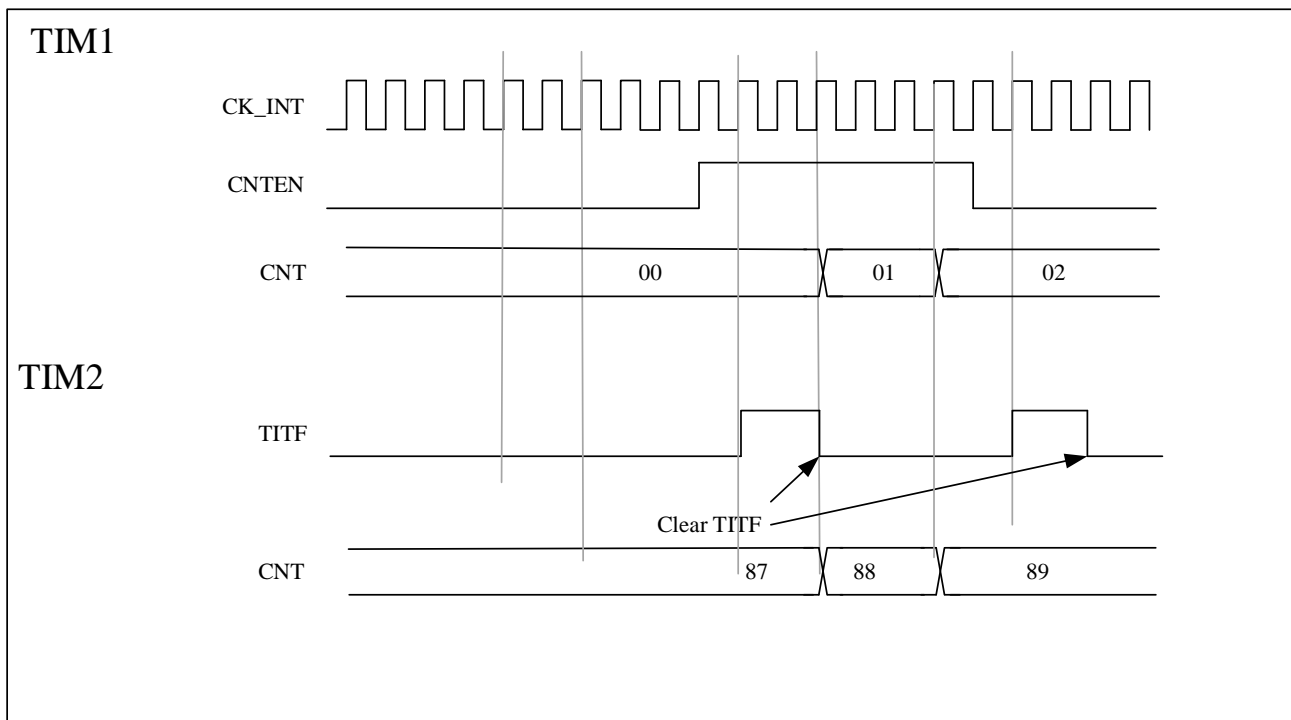 TIM1
CK_INT
CNTEN
CNT 00 01 02
TIM2
TITF
Clear TITF
CNT 87 88 89